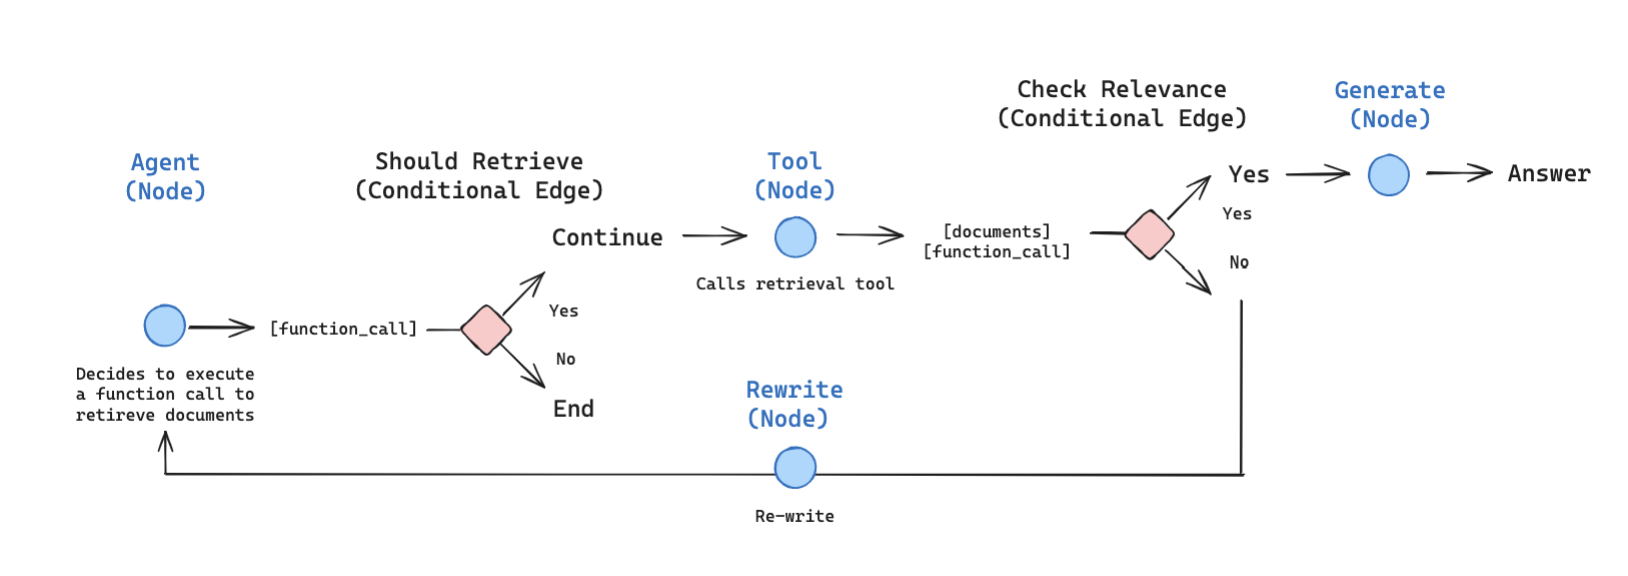 Agent
(Node)
Decides to execute
a function call to
retireve documents
[function_call]
Should Retrieve
(Conditional Edge)
Continue
Yes
No
End
Tool
(Node)
Calls retrieval tool
[documents]
[function_call]
Check Relevance
(Conditional Edge)
Yes
Yes
No
Generate
(Node)
Answer
Rewrite
(Node)
Re-write